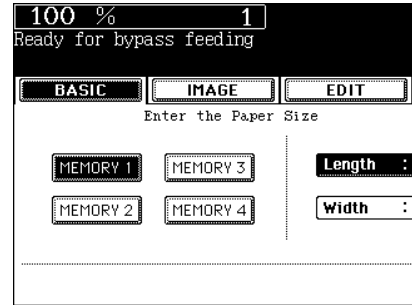 100 % 1
Ready for bypass feeding
BASIC IMAGE EDIT
Enter the Paper Size
MEMORY 1 MEMORY 3 Length :
MEMORY 2 MEMORY 4 Width :